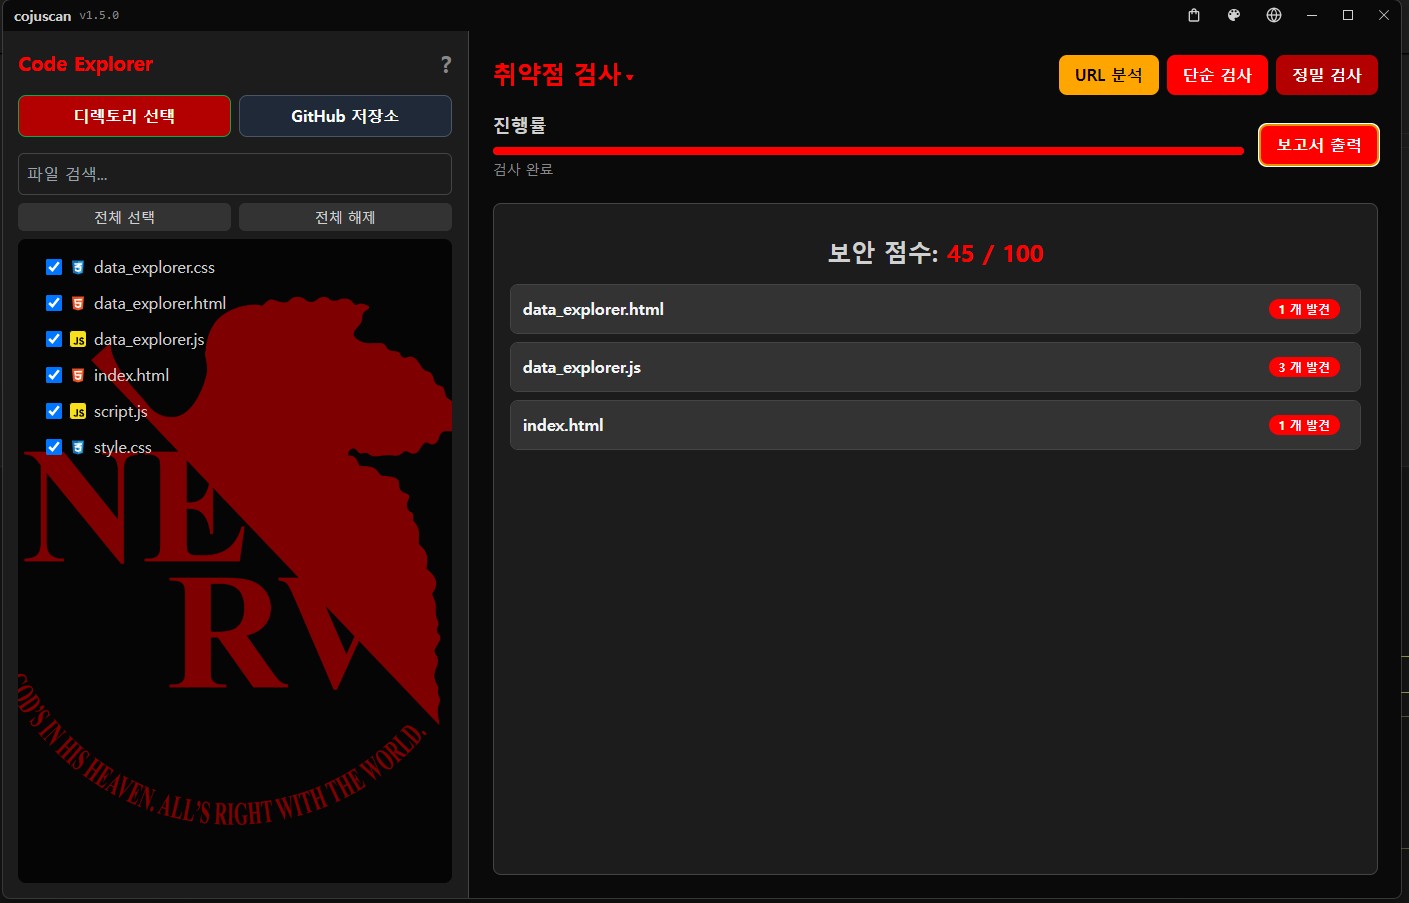 cojuscan v1.5.0
Code Explorer
?
디렉토리 선택
GitHub 저장소
파일 검색...
전체 선택
전체 해제
data_explorer.css
data_explorer.html
data_explorer.js
index.html
script.js
style.css
NE
RV
GOD'S IN HIS HEAVEN. ALL'S RIGHT WITH THE WORLD.
취약점 검사
URL 분석
단순 검사
정밀 검사
진행률
검사 완료
보고서 출력
보안 점수: 45 / 100
data_explorer.html
1 개 발견
data_explorer.js
3 개 발견
index.html
1 개 발견